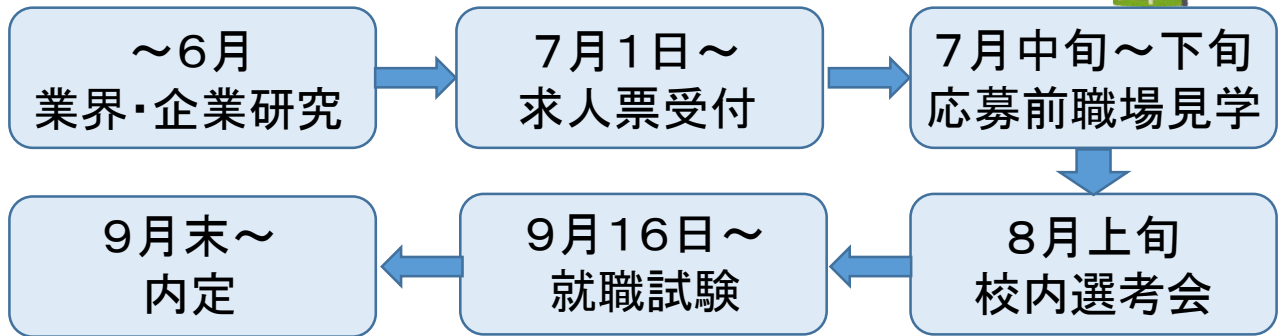 ～６月
業界・企業研究
７月１日～
求人票受付
７月中旬～下旬
応募前職場見学
８月上旬
校内選考会
９月１６日～
就職試験
９月末～
内定